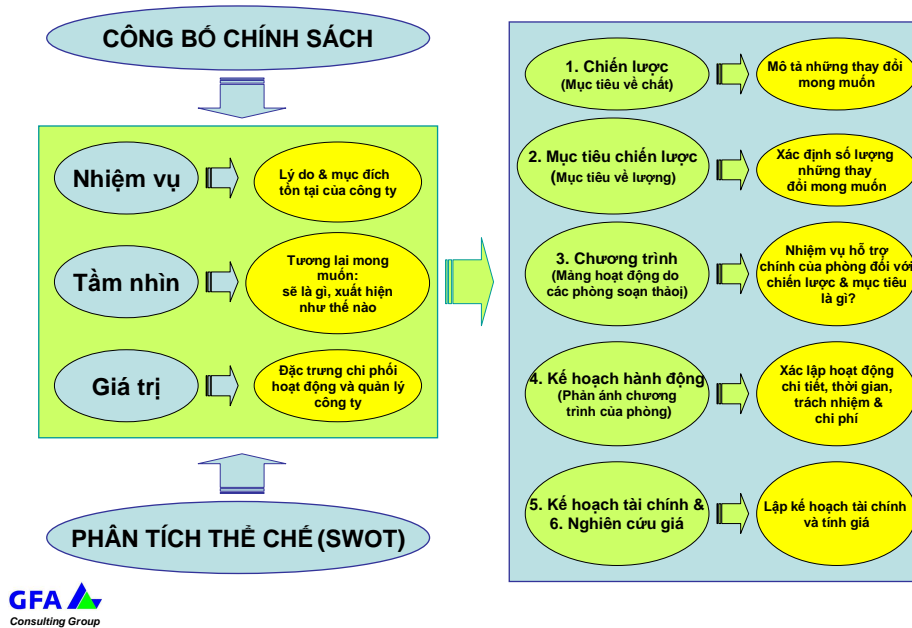 CÔNG BỐ CHÍNH SÁCH
Nhiệm vụ
Lý do & mục đích
tồn tại của công ty
Tầm nhìn
Tương lại mong
muốn:
sẽ là gì, xuất hiện
như thế nào
Giá trị
Đặc trưng chi phối
hoạt động và quản lý
công ty
PHÂN TÍCH THỂ CHẾ (SWOT)
1. Chiến lược
(Mục tiêu về chất)
Mô tả những thay đổi
mong muốn
2. Mục tiêu chiến lược
(Mục tiêu về lượng)
Xác định số lượng
những thay
đổi mong muốn
3. Chương trình
(Mảng hoạt động do
các phòng soạn thảoị)
Nhiệm vụ hỗ trợ
chính của phòng đối với
chiến lược & mục tiêu
là gì?
4. Kế hoạch hành động
(Phản ánh chương
trình của phòng)
Xác lập hoạt động
chi tiết, thời gian,
trách nhiệm &
chi phí
5. Kế hoạch tài chính &
6. Nghiên cứu giá
Lập kế hoạch tài chính
và tính giá
GFA
Consulting Group